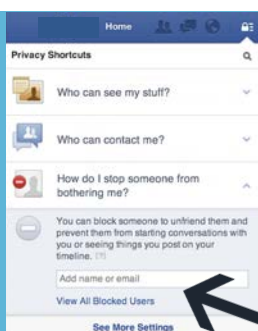 Home
Privacy Shortcuts
Who can see my stuff?
Who can contact me?
How do I stop someone from
bothering me?
You can block someone to unfriend them and
prevent them from starting conversations with
you or seeing things you post on your
timeline. [?]
Add name or email
View All Blocked Users
See More Settings